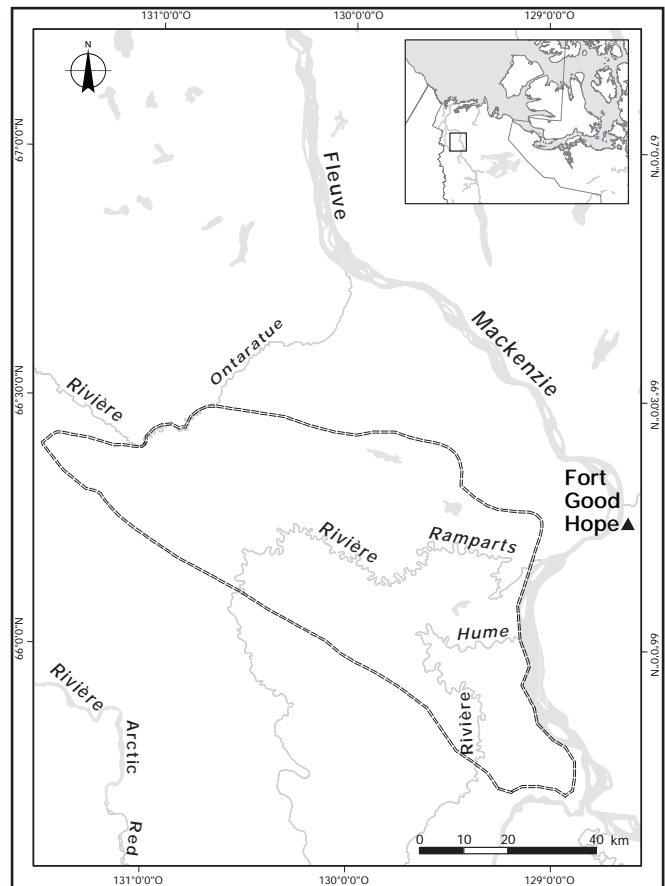 131°0'0"O 130°0'0"O 129°0'0"O
N
67°0'0"N
67°0'0"N
Fleuve
Mackenzie
Rivière
Ontaratue
66°30'0"N
66°30'0"N
Fort
Good
Hope
Rivière
Ramparts
Hume
Rivière
66°0'0"N
66°0'0"N
Rivière
Arctic
Red
0 10 20 40 km
131°0'0"O 130°0'0"O 129°0'0"O